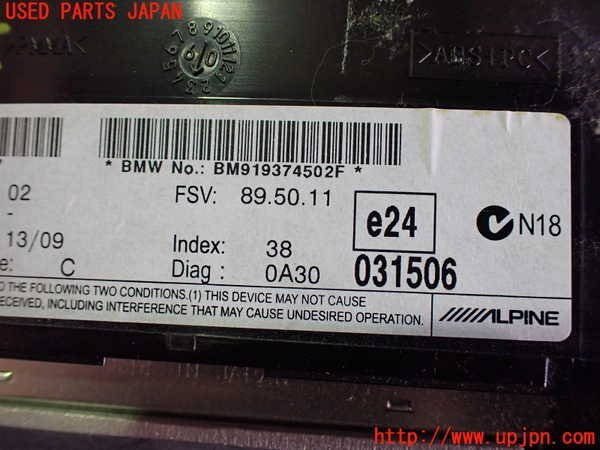 USED PARTS JAPAN
>ABS+PC<
* BMW No.: BM919374502F *
02
FSV: 89.50.11
e24
N18
-
13/09
Index: 38
e: C
Diag : 0A30
031506
O THE FOLLOWING TWO CONDITIONS.(1) THIS DEVICE MAY NOT CAUSE
RECEIVED, INCLUDING INTERFERENCE THAT MAY CAUSE UNDESIRED OPERATION.
ALPINE
http://www.upjpn.com/